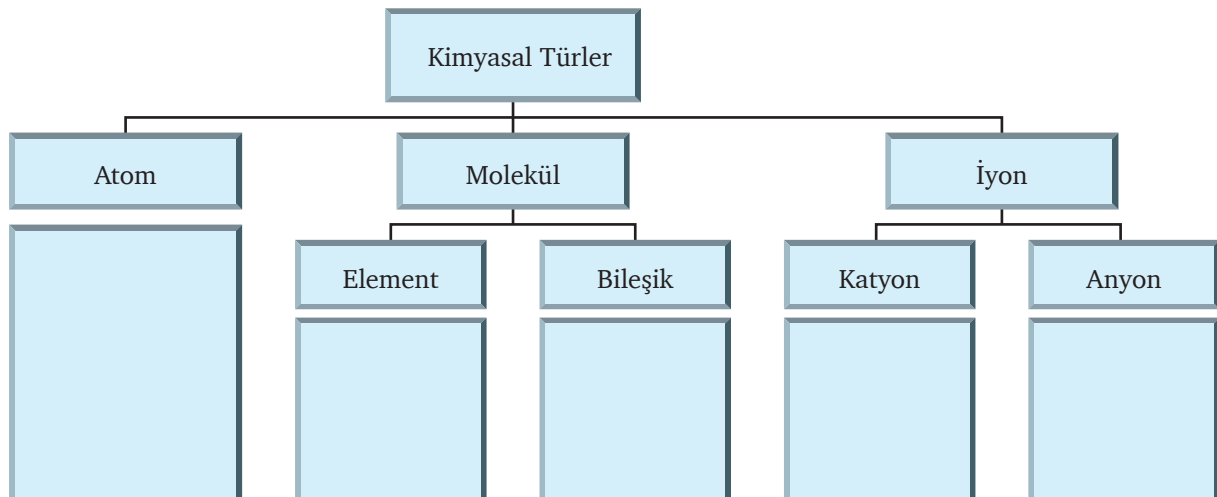 Kimyasal Türler
Atom
Molekül
İyon
Element
Bileşik
Katyon
Anyon